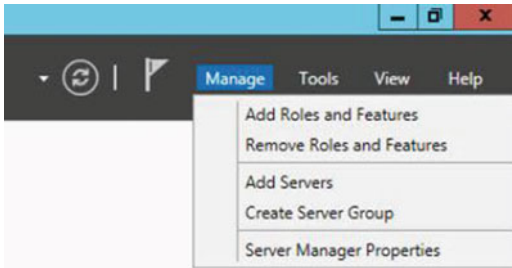 Manage Tools View Help
Add Roles and Features
Remove Roles and Features
Add Servers
Create Server Group
Server Manager Properties